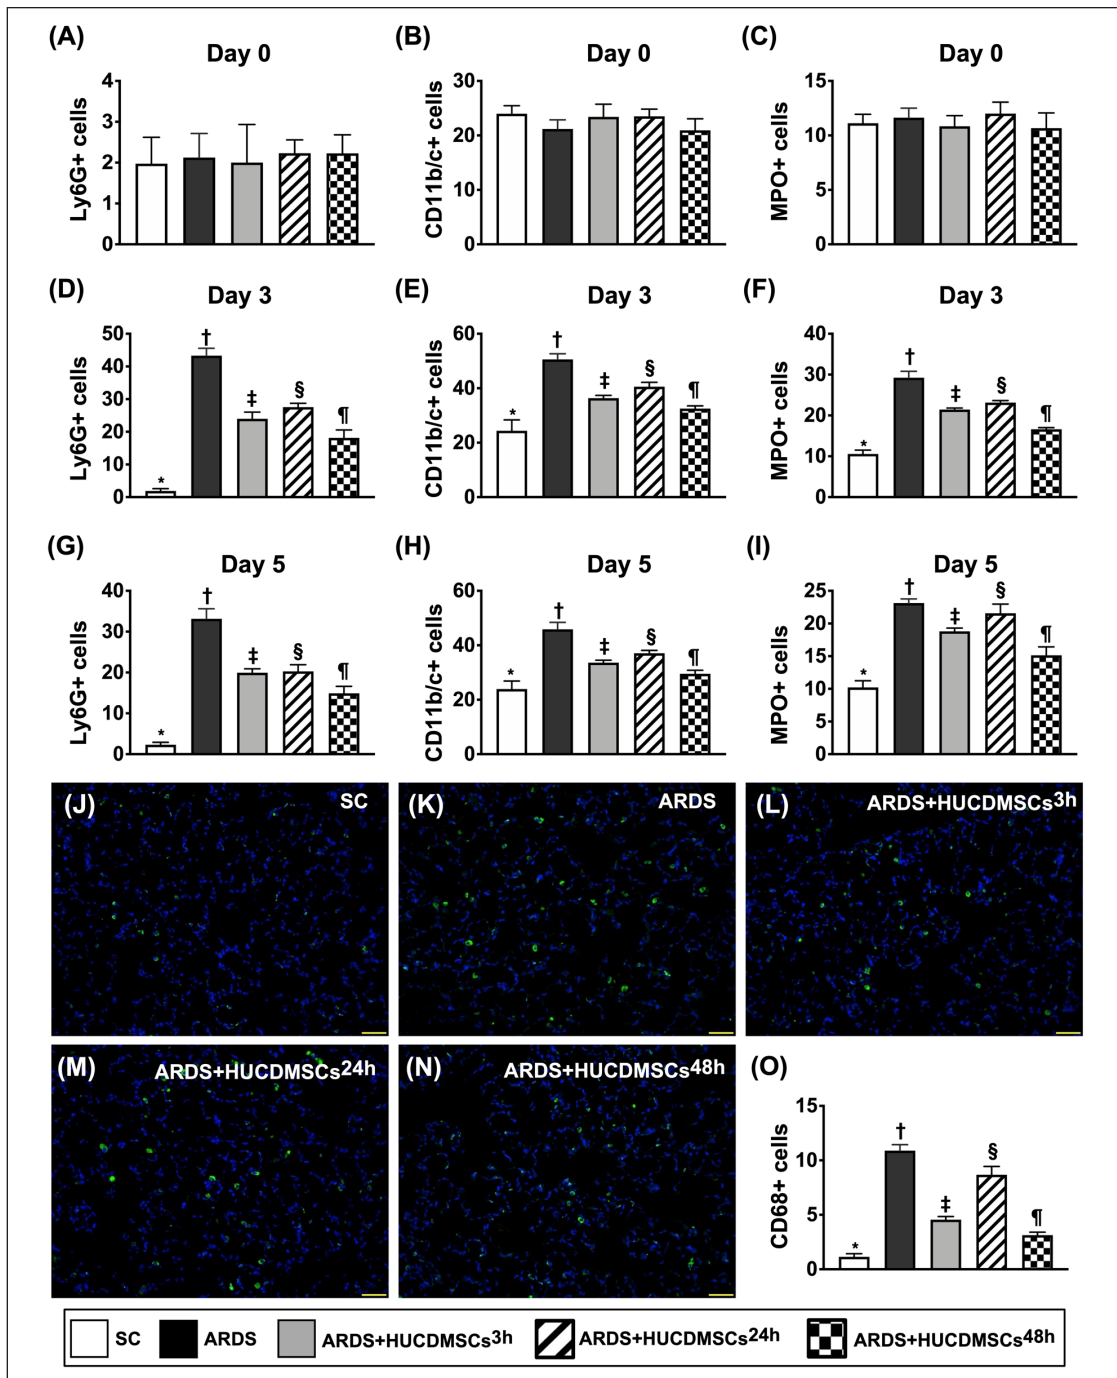 (A) Day 0
Ly6G+ cells
4
3
2
1
0
(B) Day 0
CD11b/c+ cells
30
20
10
0
(C) Day 0
MPO+ cells
15
10
5
0
(D) Day 3
Ly6G+ cells
50
40
30
20
10
0
* † ‡ § ¶
(E) Day 3
CD11b/c+ cells
60
40
20
0
* † ‡ § ¶
(F) Day 3
MPO+ cells
40
30
20
10
0
* † ‡ § ¶
(G) Day 5
Ly6G+ cells
40
30
20
10
0
* † ‡ § ¶
(H) Day 5
CD11b/c+ cells
60
40
20
0
* † ‡ § ¶
(I) Day 5
MPO+ cells
25
20
15
10
5
0
* † ‡ § ¶
(J) SC
(K) ARDS
(L) ARDS+HUCDMSCs3h
(M) ARDS+HUCDMSCs24h
(N) ARDS+HUCDMSCs48h
(O)
CD68+ cells
15
10
5
0
* † ‡ § ¶
SC ARDS ARDS+HUCDMSCs3h ARDS+HUCDMSCs24h ARDS+HUCDMSCs48h